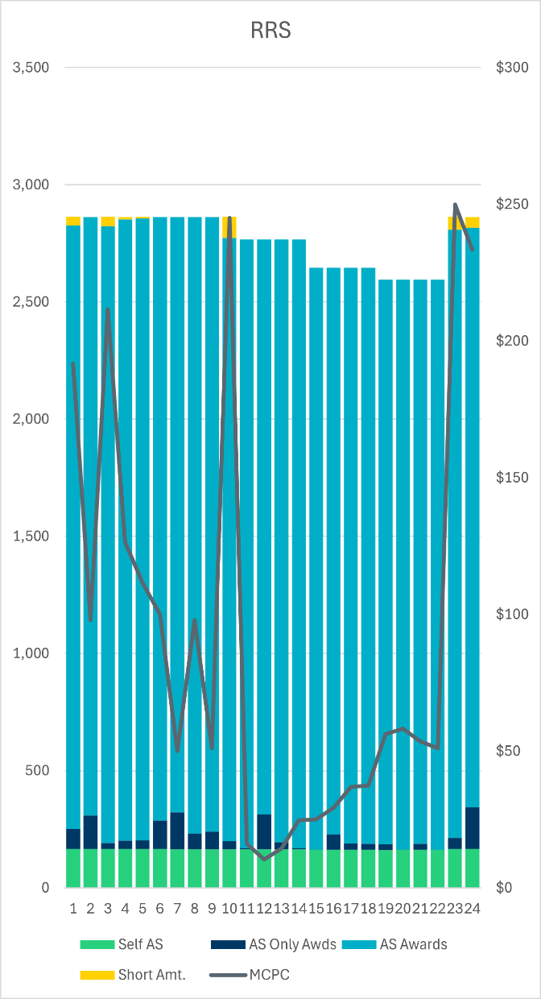 RRS
3,500 $300
3,000 $250
2,500 $200
2,000 $150
1,500 $100
1,000 $50
500 $0
0
1 2 3 4 5 6 7 8 9 10 11 12 13 14 15 16 17 18 19 20 21 22 23 24
Self AS AS Only Awds AS Awards
Short Amt. MCPC